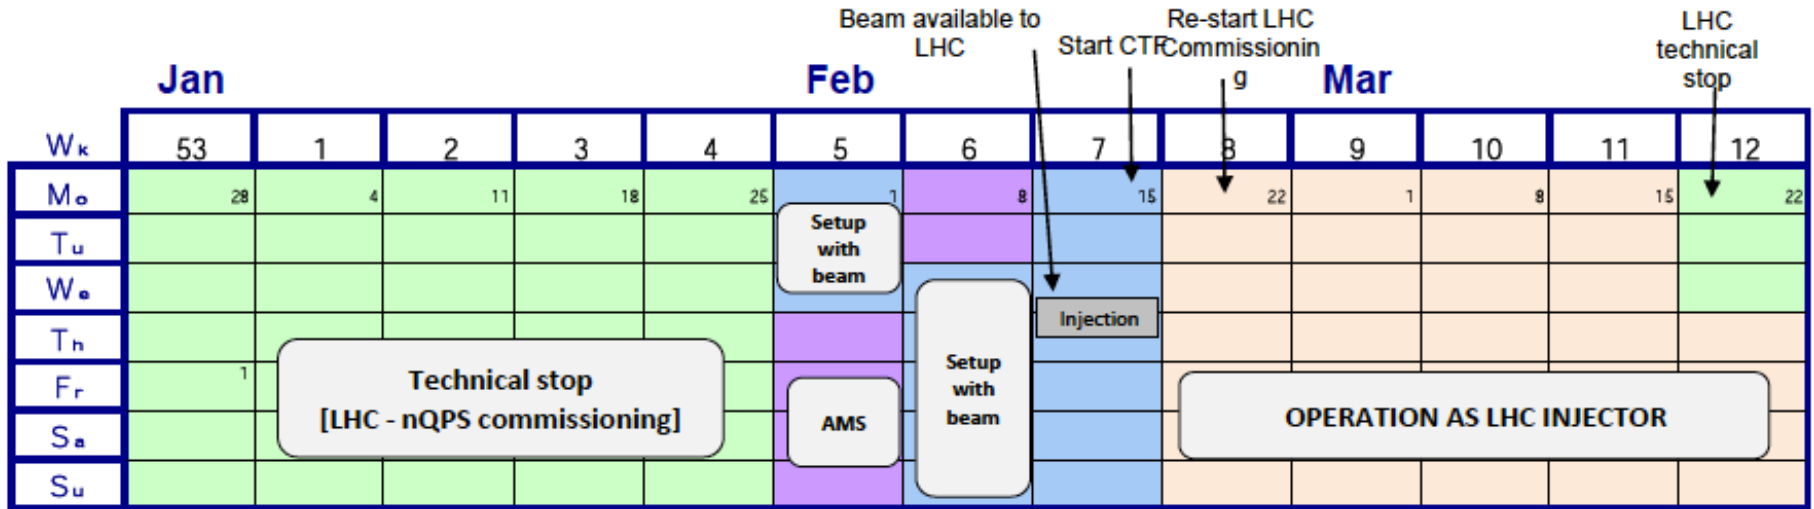 Beam available to
LHC
Start CTF
Re-start LHC
Commissionin
g
LHC
technical
stop
Jan Feb Mar
Wk 53 1 2 3 4 5 6 7 8 9 10 11 12
Mo 28 4 11 18 25 1 8 15 22 1 8 15 22
Tu
We
Th
Fr 1
Sa
Su
Technical stop
[LHC - nQPS commissioning]
Setup
with
beam
AMS
Setup
with
beam
Injection
OPERATION AS LHC INJECTOR